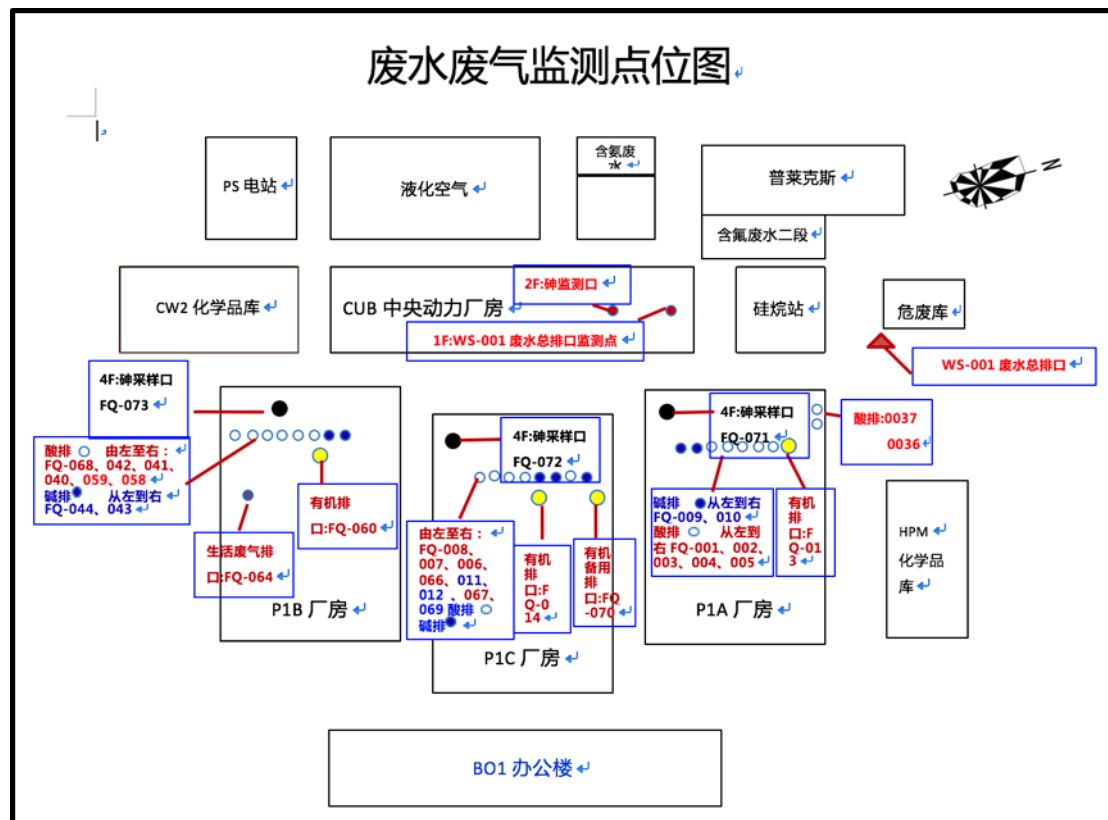 废水废气监测点位图
PS 电站
液化空气
含氨废
水
普莱克斯
N
含氟废水二段
CW2 化学品库
CUB 中央动力厂房
2F:砷监测口
1F:WS-001 废水总排口监测点
硅烷站
危废库
WS-001 废水总排口
4F:砷采样口
FQ-073
酸排 由左至右：
FQ-068、042、041、
040、059、058
碱排 从左到右
FQ-044、043
生活废气排
口:FQ-064
有机排
口:FQ-060
P1B 厂房
4F:砷采样口
FQ-072
由左至右：
FQ-008、
007、006、
066、011、
012 、067、
069 酸排
碱排
有机
排
口:F
Q-0
14
有机
备用
排
口:FQ
-070
P1C 厂房
4F:砷采样口
FQ-071
酸排:0037
0036
碱排 从左到右
FQ-009、010
酸排 从左到
右 FQ-001、002、
003、004、005
有机
排
口:F
Q-01
3
P1A 厂房
HPM
化学品
库
BO1 办公楼